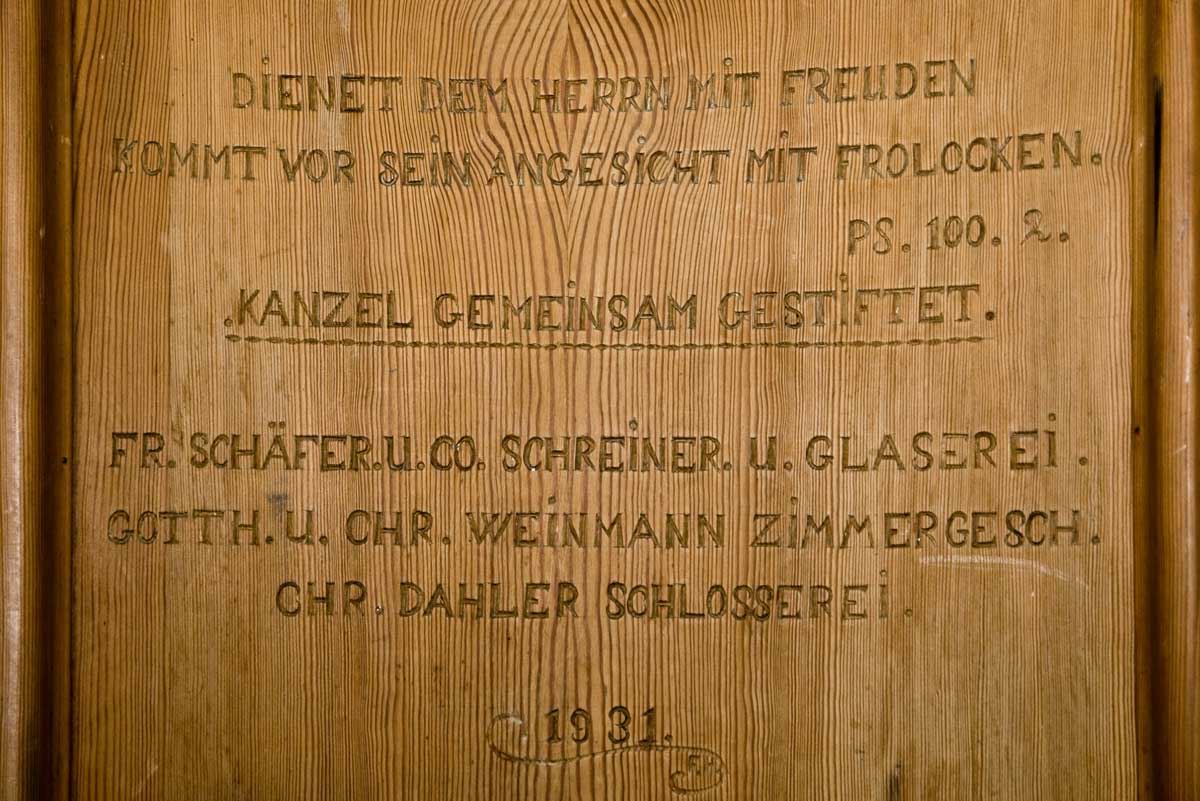 DiENET DEM HERRN MiT FREUDEN
KOMMT VOR SEiN ANGESiCHT MiT FROLOCKEN.
PS. 100. 2.
.KANZEL GEMEiNSAM GESTiFTET.
FR. SCHÄFER.U.CO. SCHREiNER. U. GLASEREi.
GOTTH. U. CHR. WEiNMANN ZiMMERGESCH.
CHR. DAHLER SCHLOSSEREi.
1931.